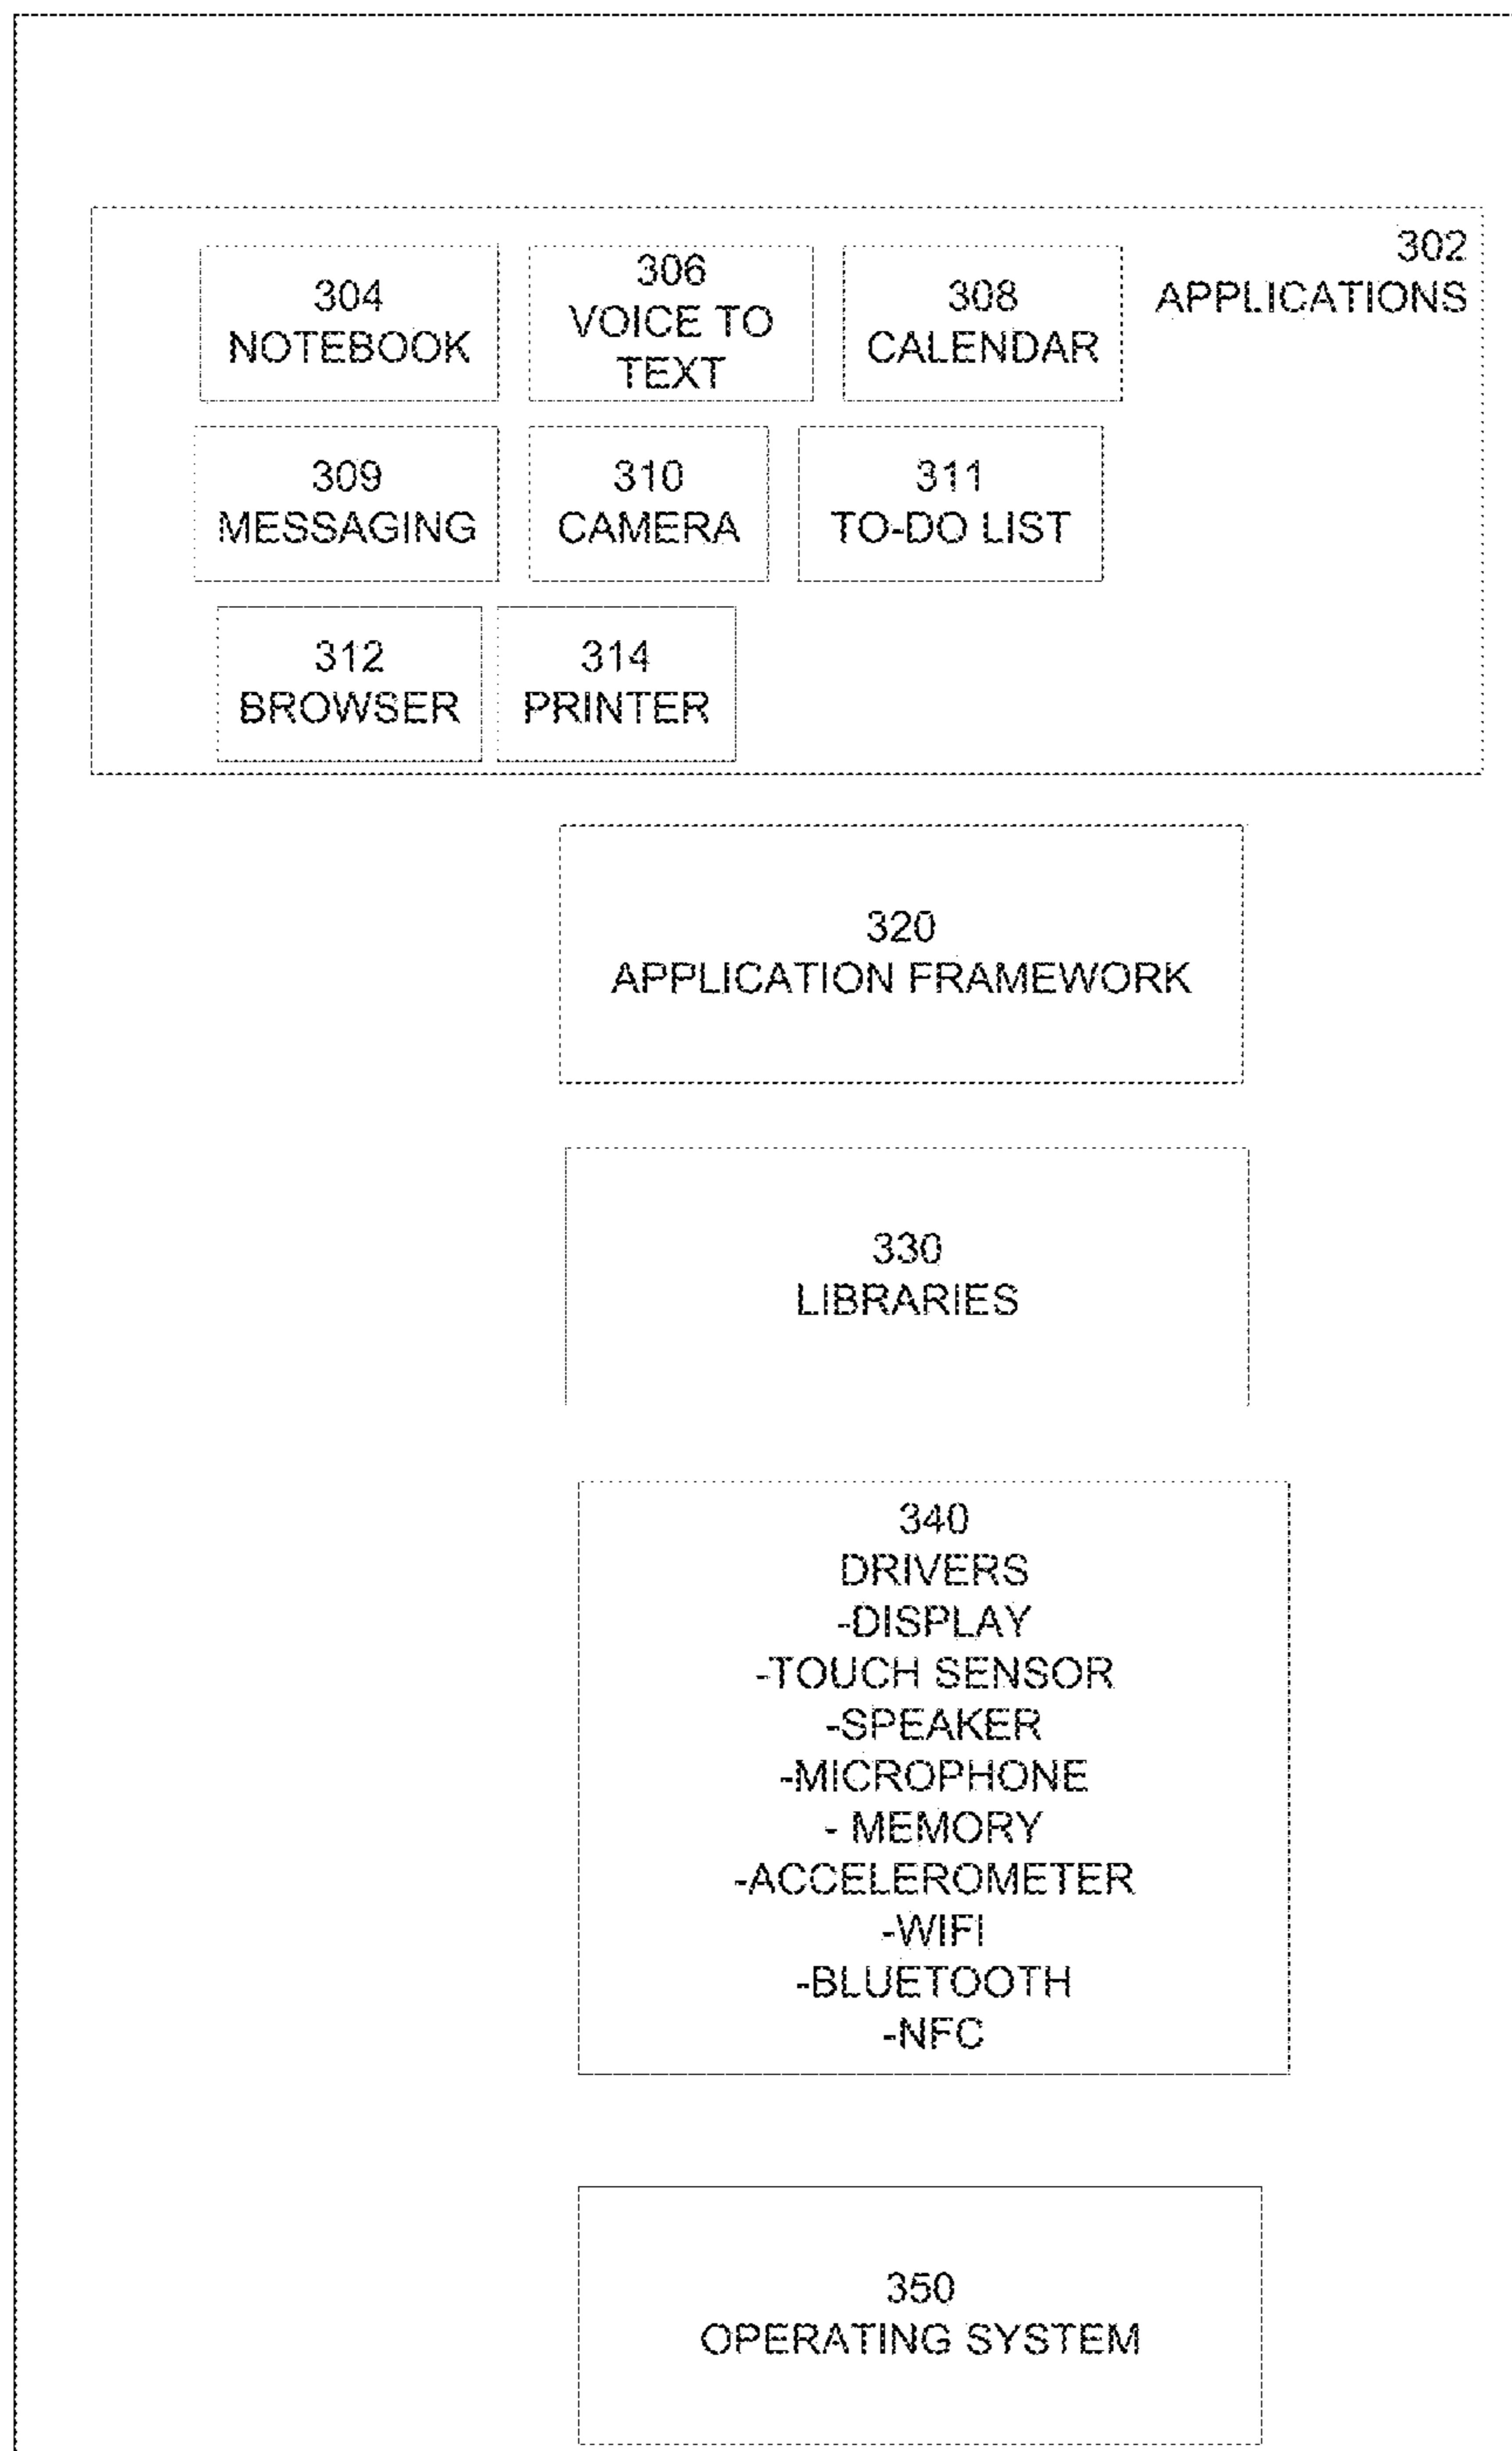 302
APPLICATIONS
304
NOTEBOOK
306
VOICE TO
TEXT
308
CALENDAR
309
MESSAGING
310
CAMERA
311
TO-DO LIST
312
BROWSER
314
PRINTER
320
APPLICATION FRAMEWORK
330
LIBRARIES
340
DRIVERS
-DISPLAY
-TOUCH SENSOR
-SPEAKER
-MICROPHONE
- MEMORY
-ACCELEROMETER
-WIFI
-BLUETOOTH
-NFC
350
OPERATING SYSTEM